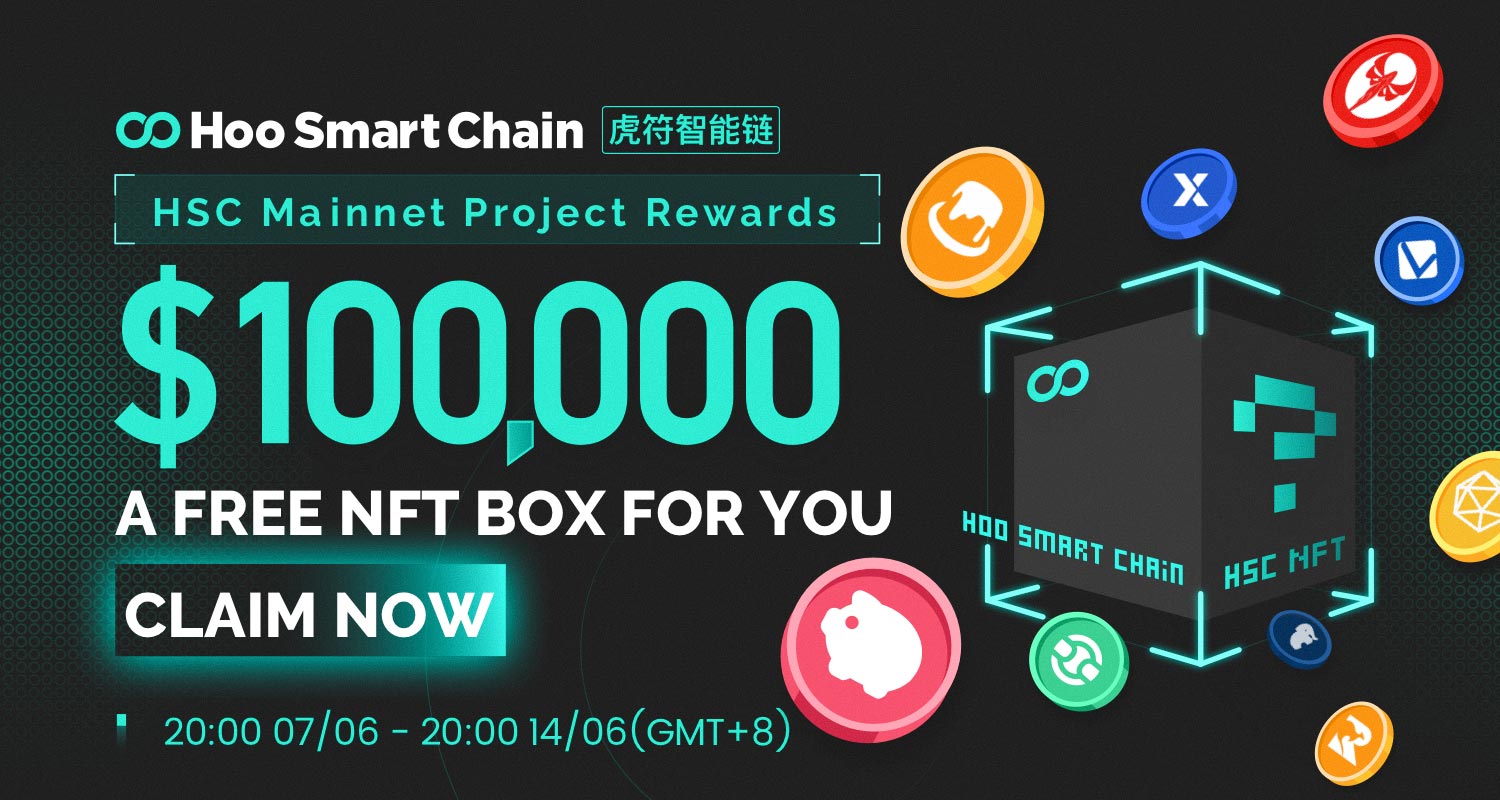 Hoo Smart Chain 虎符智能链
HSC Mainnet Project Rewards
$100,000
A FREE NFT BOX FOR YOU
CLAIM NOW
20:00 07/06 - 20:00 14/06(GMT+8)
HOO SMART CHAiN
HSC NFT